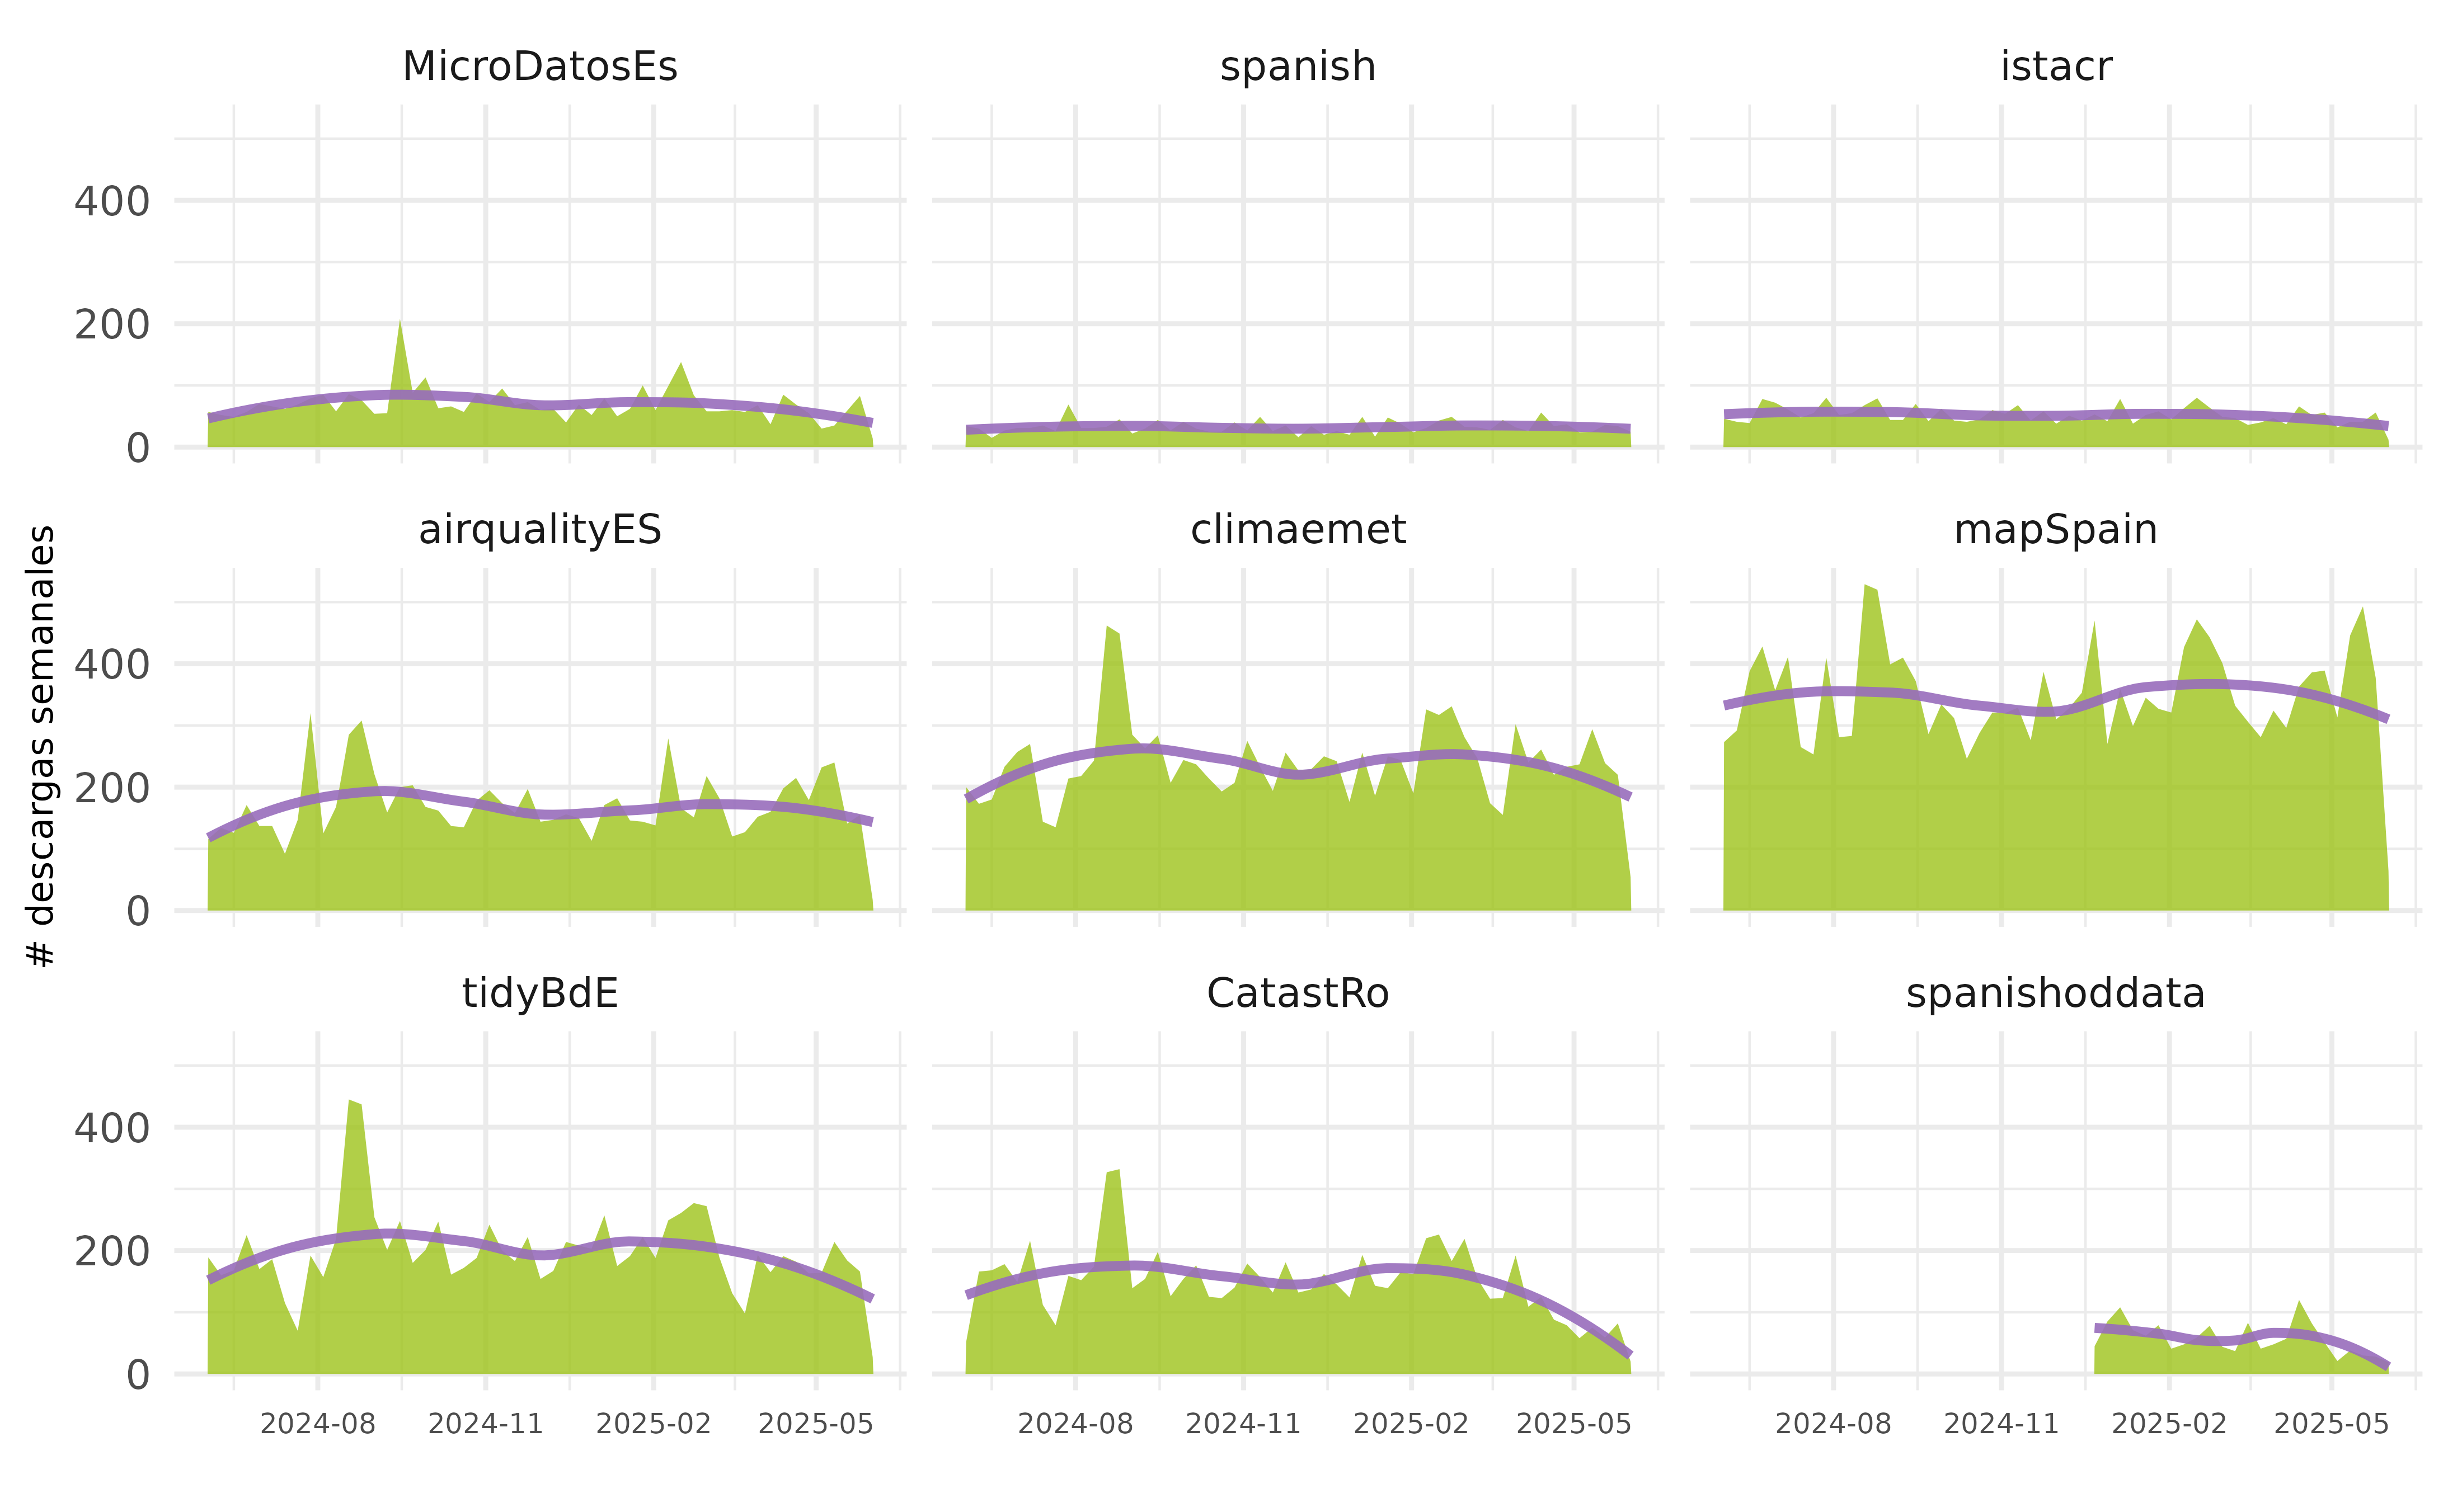 MicroDatosEs spanish istacr
400
200
0
# descargas semanales
airqualityES climaemet mapSpain
400
200
0
tidyBdE CatastRo spanishoddata
400
200
0
2024-08 2024-11 2025-02 2025-05 2024-08 2024-11 2025-02 2025-05 2024-08 2024-11 2025-02 2025-05